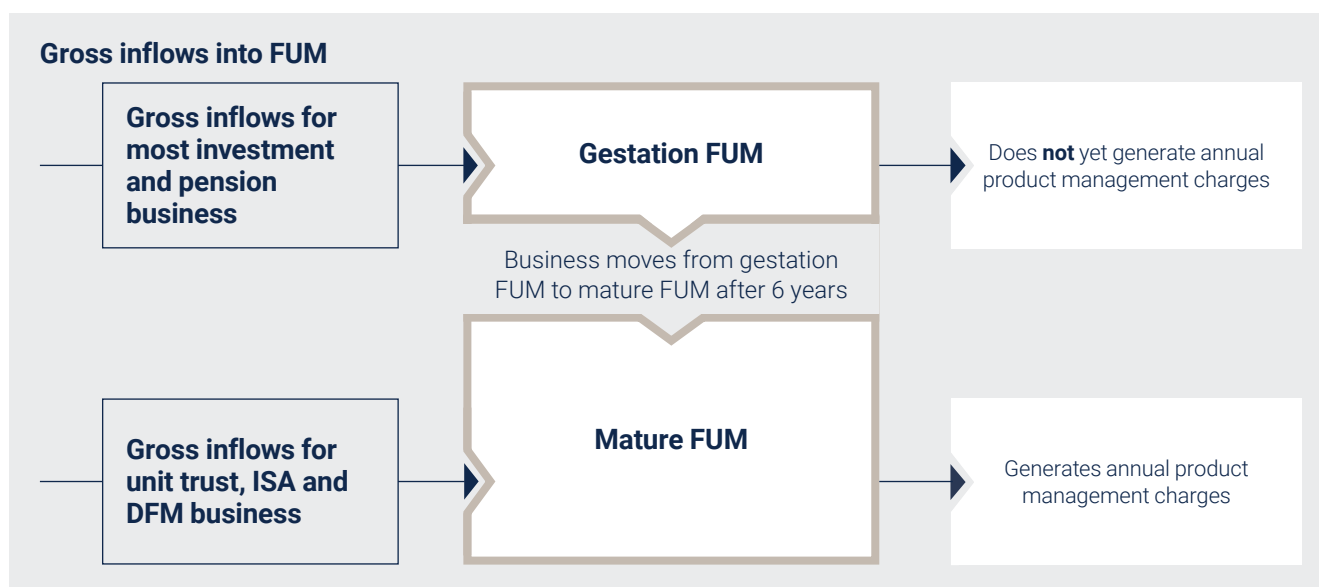 Gross inflows into FUM
Gross inflows for
most investment
and pension
business
Gestation FUM
Does not yet generate annual
product management charges
Business moves from gestation
FUM to mature FUM after 6 years
Gross inflows for
unit trust, ISA and
DFM business
Mature FUM
Generates annual product
management charges